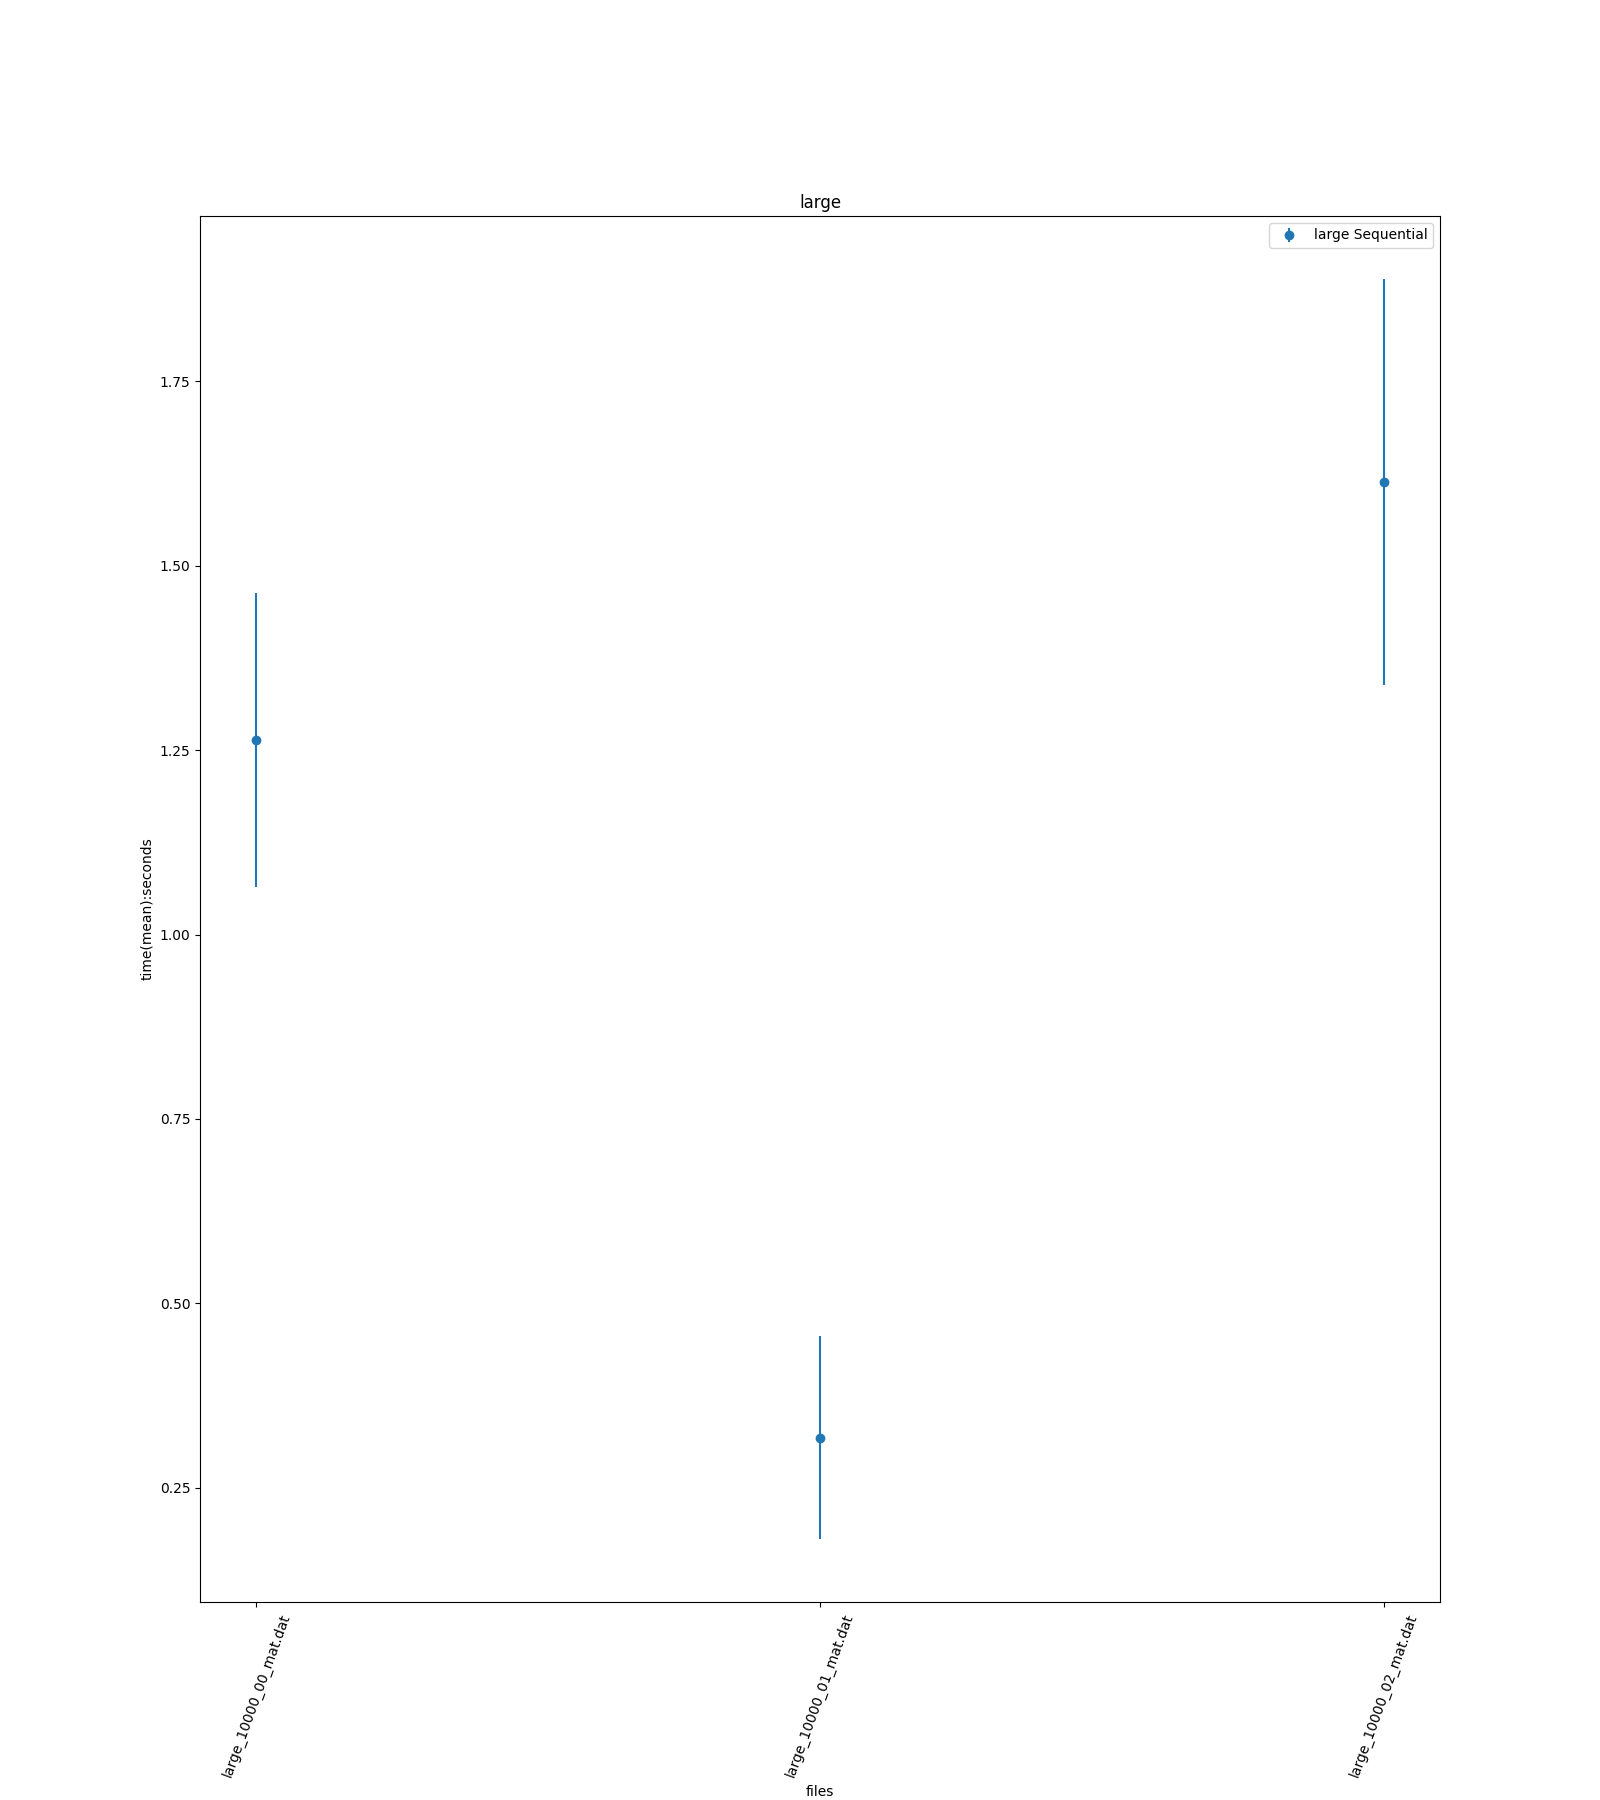 large
large Sequential
time(mean):seconds
1.75
1.50
1.25
1.00
0.75
0.50
0.25
large_10000_00_mat.dat
large_10000_01_mat.dat
large_10000_02_mat.dat
files